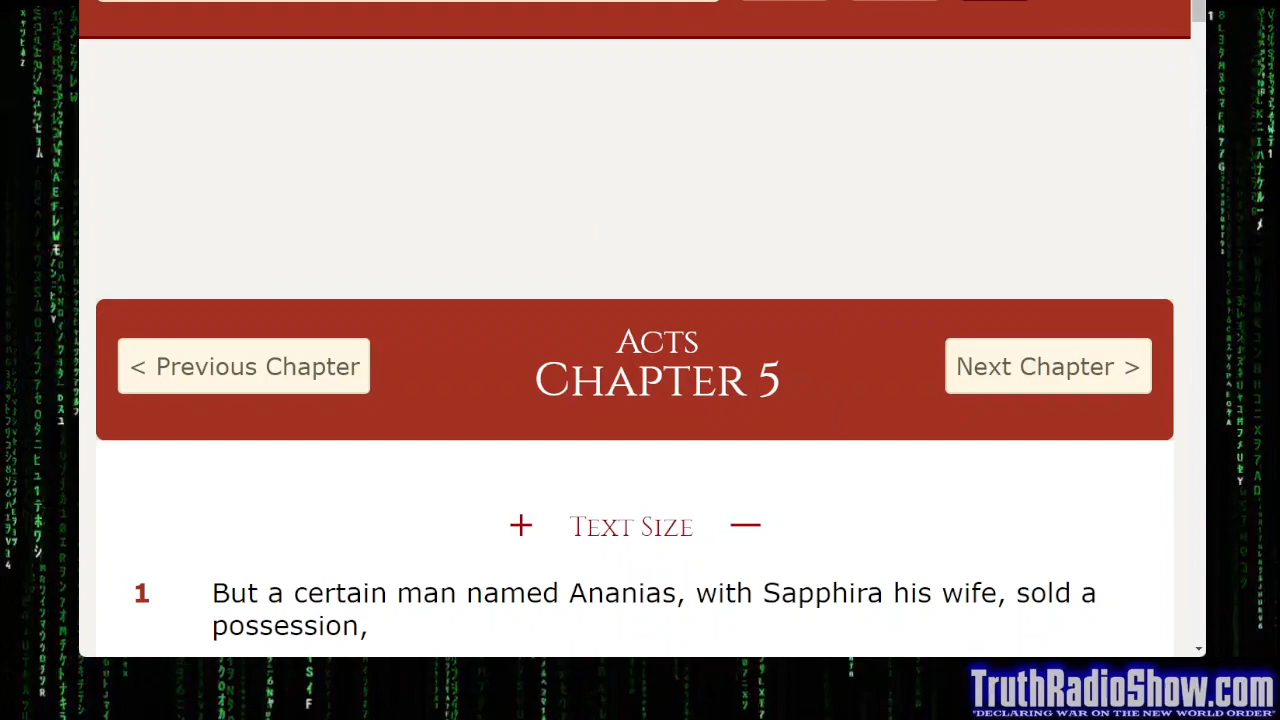 Acts
< Previous Chapter
Chapter 5
Next Chapter >
+ Text Size —
1 But a certain man named Ananias, with Sapphira his wife, sold a
possession,
TruthRadioShow.com
"DECLARING WAR ON THE NEW WORLD ORDER"